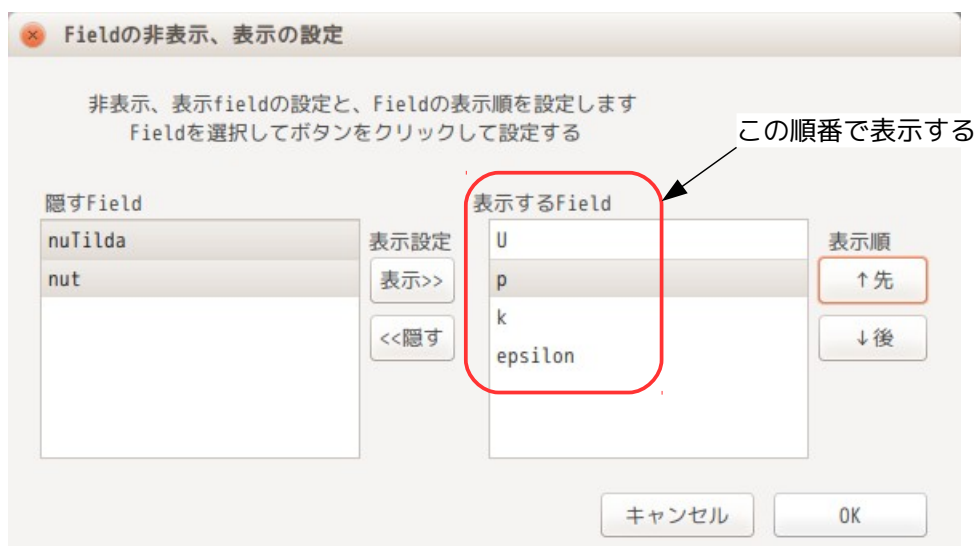 Fieldの非表示、表示の設定
非表示、表示fieldの設定と、Fieldの表示順を設定します
Fieldを選択してボタンをクリックして設定する
この順番で表示する
隠すField
nuTilda
nut
表示設定
表示>>
<<隠す
表示するField
U
p
k
epsilon
表示順
↑先
↓後
キャンセル
OK